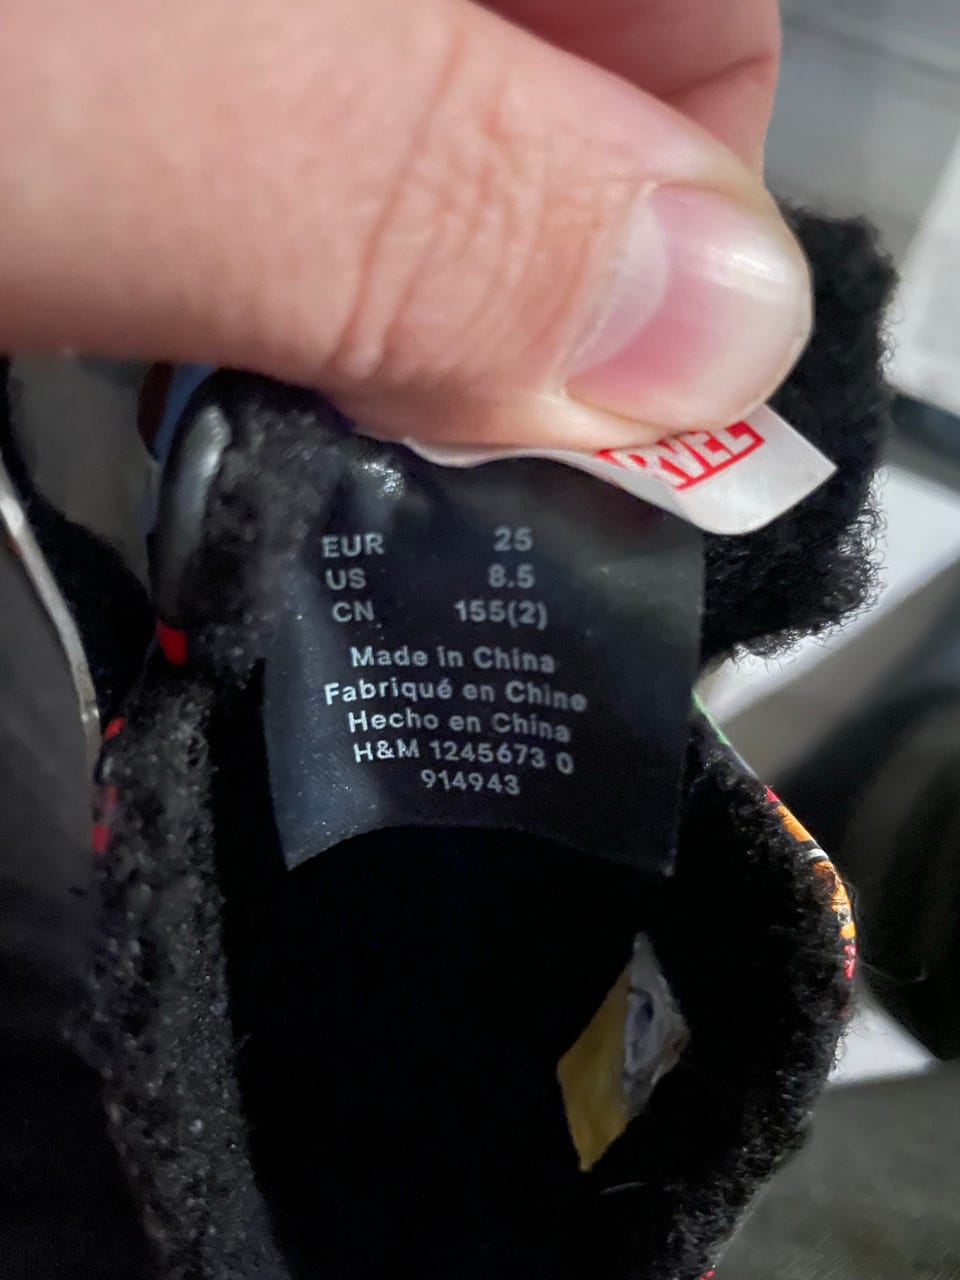 RVEL
EUR 25
US 8.5
CN 155(2)
Made in China
Fabriqué en Chine
Hecho en China
H&M 1245673 0
914943